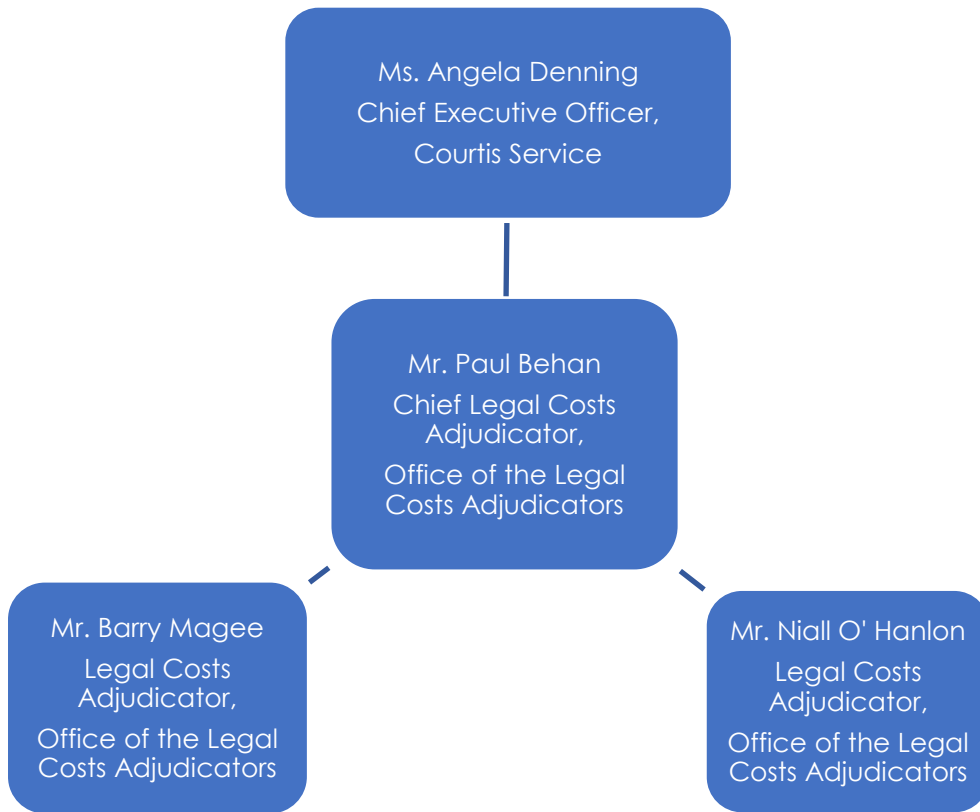 Ms. Angela Denning
Chief Executive Officer,
Courtis Service
Mr. Paul Behan
Chief Legal Costs
Adjudicator,
Office of the Legal
Costs Adjudicators
Mr. Barry Magee
Legal Costs
Adjudicator,
Office of the Legal
Costs Adjudicators
Mr. Niall O' Hanlon
Legal Costs
Adjudicator,
Office of the Legal
Costs Adjudicators